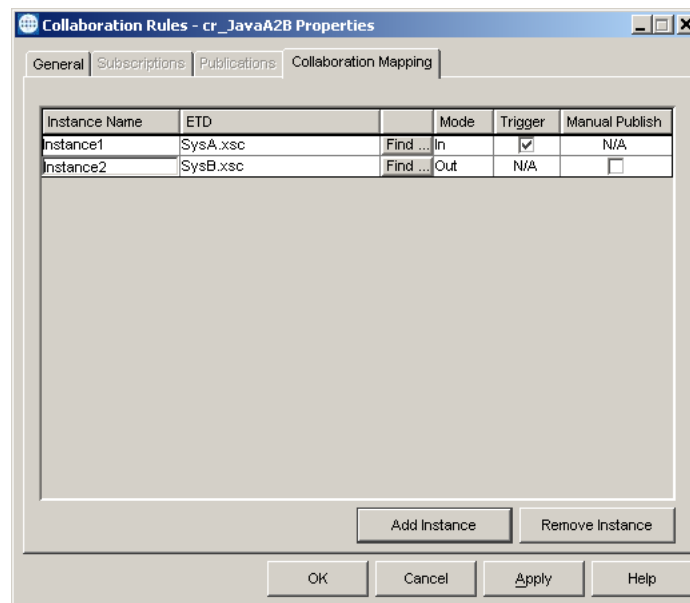 Collaboration Rules - cr_JavaA2B Properties
General Subscriptions Publications Collaboration Mapping
Instance Name ETD Mode Trigger Manual Publish
Instance1 SysA.xsc Find ... In N/A
Instance2 SysB.xsc Find ... Out N/A
Add Instance Remove Instance
OK Cancel Apply Help